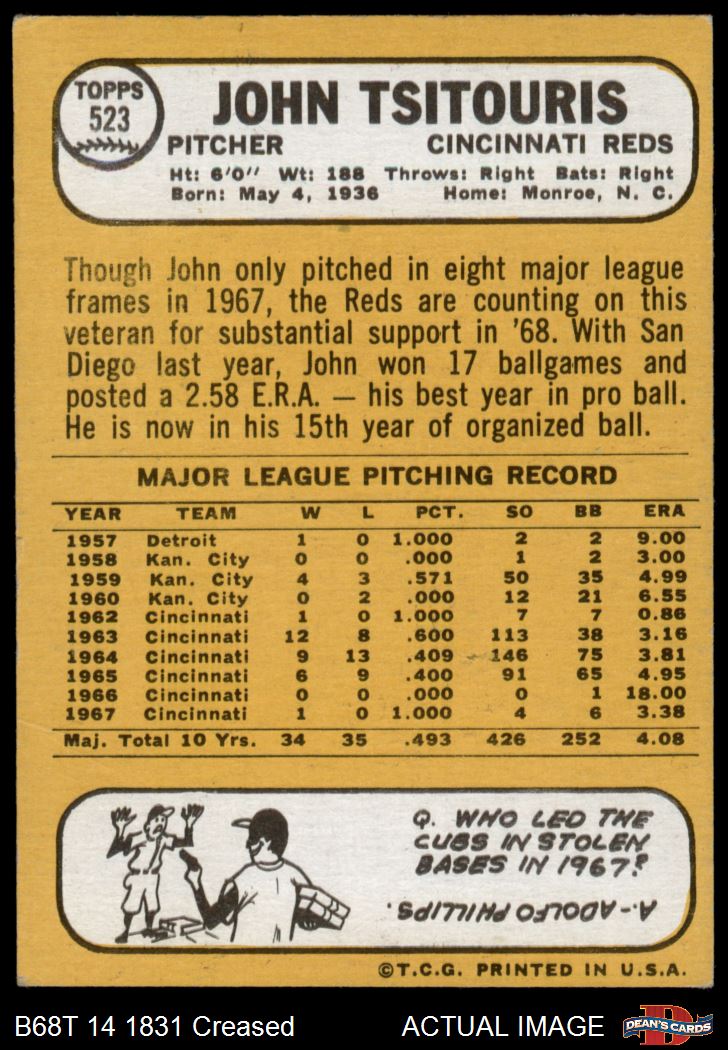 TOPPS
523
JOHN TSITOURIS
PITCHER CINCINNATI REDS
Ht: 6'0" Wt: 188 Throws: Right Bats: Right
Born: May 4, 1936 Home: Monroe, N. C.
Though John only pitched in eight major league
frames in 1967, the Reds are counting on this
veteran for substantial support in '68. With San
Diego last year, John won 17 ballgames and
posted a 2.58 E.R.A. — his best year in pro ball.
He is now in his 15th year of organized ball.
MAJOR LEAGUE PITCHING RECORD
YEAR TEAM W L PCT. SO BB ERA
1957 Detroit 1 0 1.000 2 2 9.00
1958 Kan. City 0 0 .000 1 2 3.00
1959 Kan. City 4 3 .571 50 35 4.99
1960 Kan. City 0 2 .000 12 21 6.55
1962 Cincinnati 1 0 1.000 7 7 0.86
1963 Cincinnati 12 8 .600 113 38 3.16
1964 Cincinnati 9 13 .409 146 75 3.81
1965 Cincinnati 6 9 .400 91 65 4.95
1966 Cincinnati 0 0 .000 0 1 18.00
1967 Cincinnati 1 0 1.000 4 6 3.38
Maj. Total 10 Yrs. 34 35 .493 426 252 4.08
Q. WHO LED THE
CUBS IN STOLEN
BASES IN 1967?
A-. ADOLFO PHILLIPS.
©T.C.G. PRINTED IN U.S.A.
B68T 14 1831 Creased ACTUAL IMAGE
D
DEAN'S CARDS